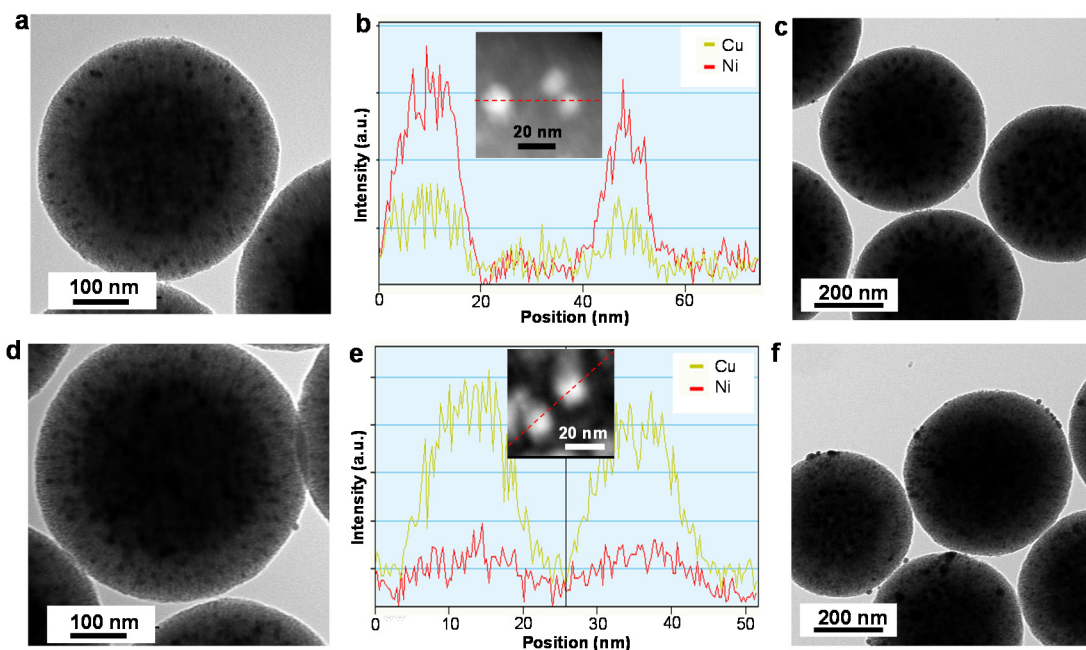 a
100 nm
b
Intensity (a.u.)
Cu
Ni
20 nm
0
20
40
60
Position (nm)
c
200 nm
d
100 nm
e
Intensity (a.u.)
Cu
Ni
20 nm
0
10
20
30
40
50
Position (nm)
f
200 nm